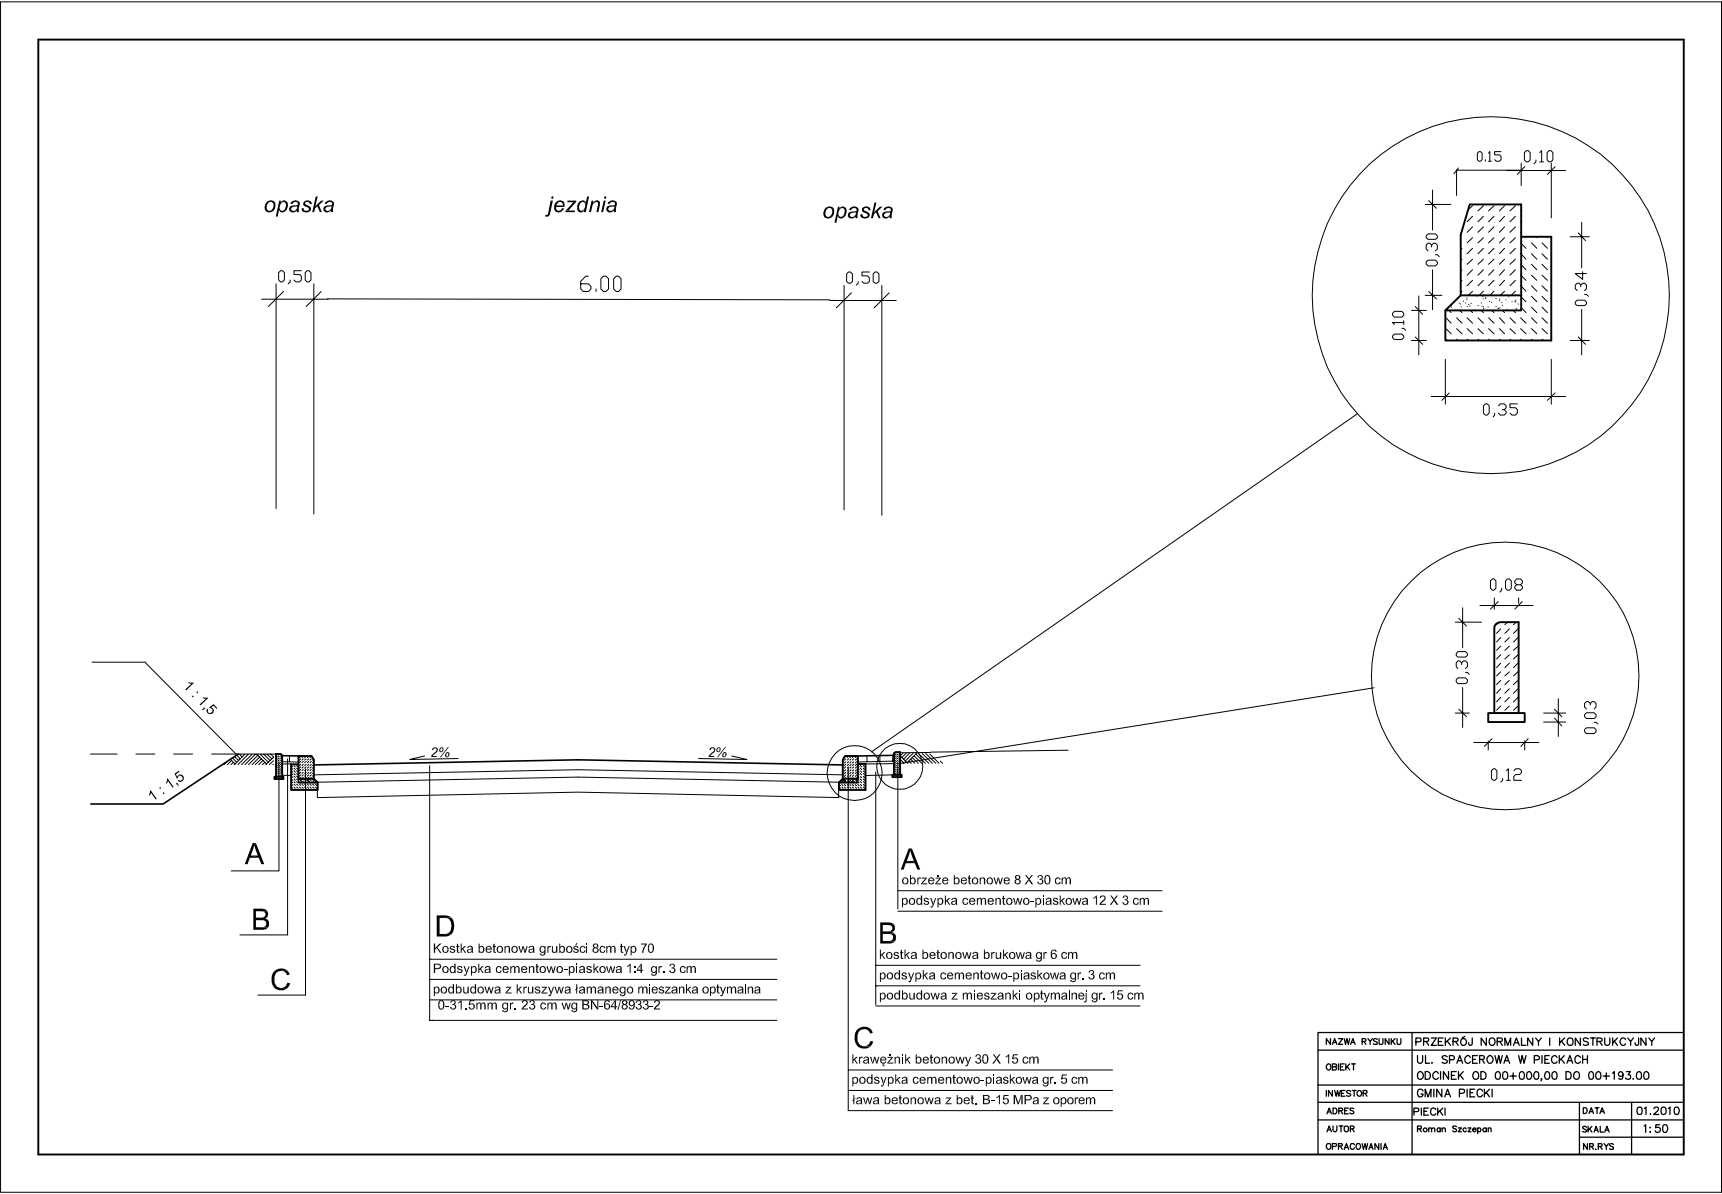 opaska
jezdnia
opaska
0,50
6.00
0,50
0.15
0,10
0,30
0,34
0,10
0,35
0,08
0,30
0,03
0,12
1 : 1,5
1 : 1,5
2%
2%
A
B
C
D
Kostka betonowa grubości 8cm typ 70
Podsypka cementowo-piaskowa 1:4 gr. 3 cm
podbudowa z kruszywa łamanego mieszanka optymalna
0-31.5mm gr. 23 cm wg BN-64/8933-2
A
obrzeże betonowe 8 X 30 cm
podsypka cementowo-piaskowa 12 X 3 cm
B
kostka betonowa brukowa gr 6 cm
podsypka cementowo-piaskowa gr. 3 cm
podbudowa z mieszanki optymalnej gr. 15 cm
C
krawężnik betonowy 30 X 15 cm
podsypka cementowo-piaskowa gr. 5 cm
ława betonowa z bet. B-15 MPa z oporem
NAZWA RYSUNKU PRZEKRÓJ NORMALNY I KONSTRUKCYJNY
OBIEKT UL. SPACEROWA W PIECKACH
ODCINEK OD 00+000,00 DO 00+193.00
INWESTOR GMINA PIECKI
ADRES PIECKI DATA 01.2010
AUTOR Roman Szczepan SKALA 1:50
OPRACOWANIA NR.RYS